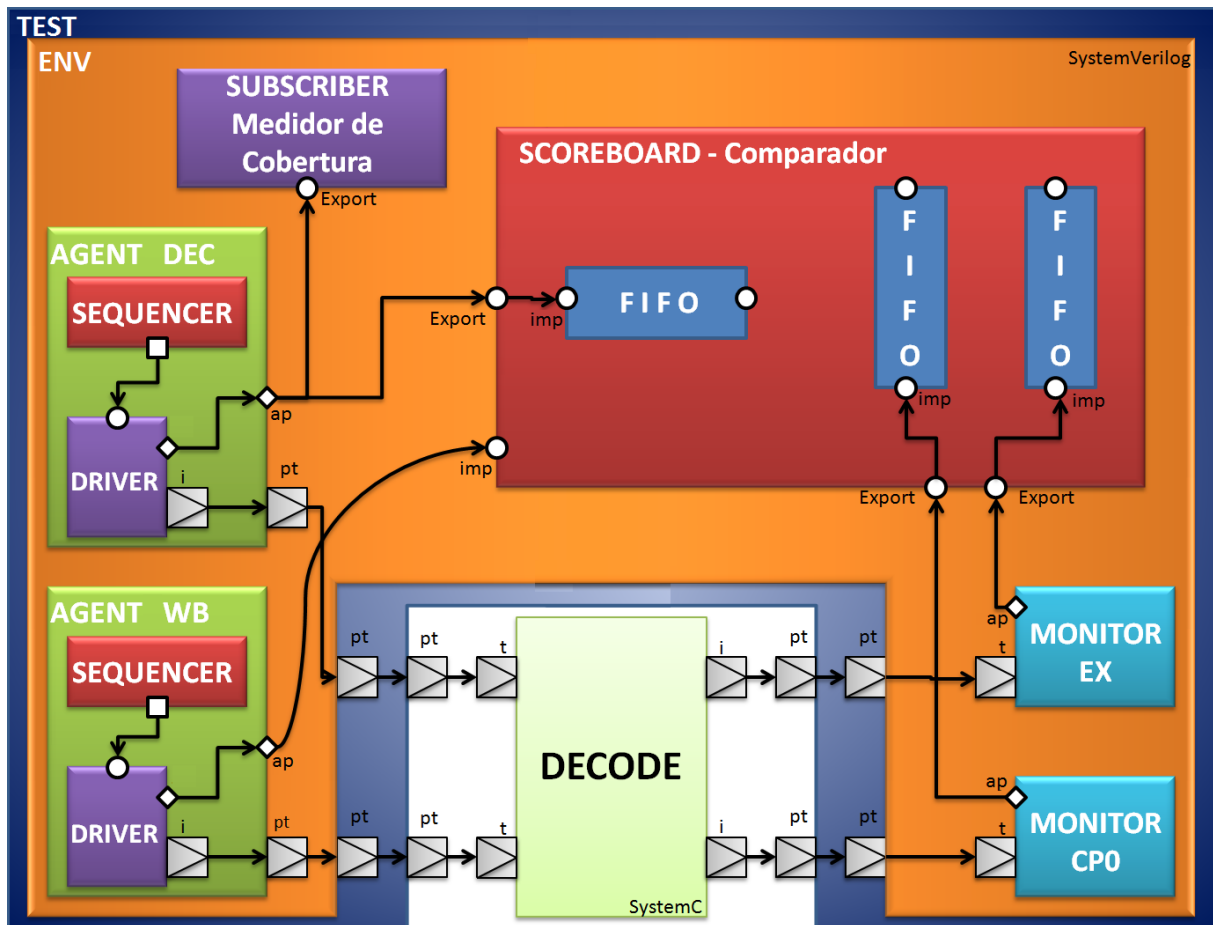 TEST
ENV
SystemVerilog
SUBSCRIBER
Medidor de
Cobertura
Export
SCOREBOARD - Comparador
F I F O
F
I
F
O
F
I
F
O
Export
imp
imp
imp
imp
Export
Export
AGENT DEC
SEQUENCER
DRIVER
ap
i
pt
AGENT WB
SEQUENCER
DRIVER
ap
i
pt
pt
pt
t
pt
pt
t
DECODE
SystemC
i
pt
pt
i
pt
pt
ap
t
MONITOR
EX
ap
t
MONITOR
CP0